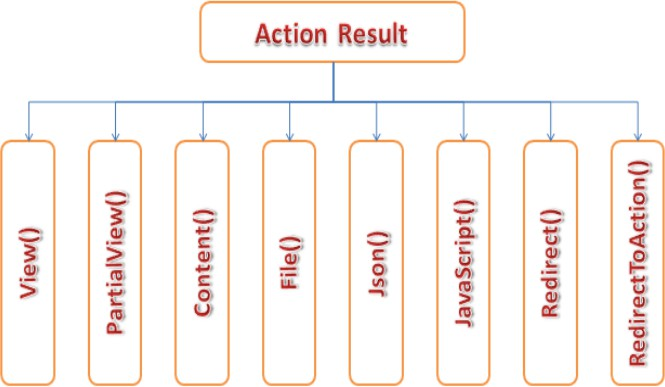 Action Result
View()
PartialView()
Content()
File()
Json()
JavaScript()
Redirect()
RedirectToAction()